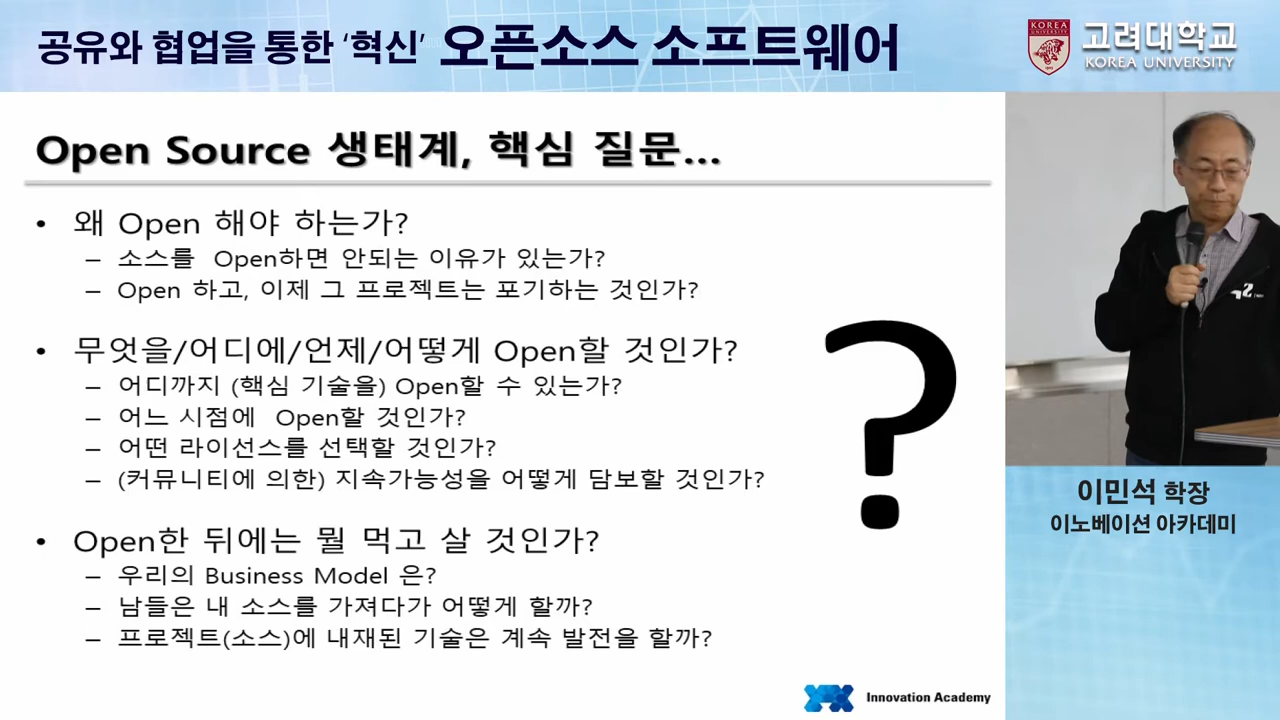 공유와 협업을 통한 ‘혁신’ 오픈소스 소프트웨어
KOREA
UNIVERSITY
고려대학교
KOREA UNIVERSITY
Open Source 생태계, 핵심 질문...
• 왜 Open 해야 하는가?
– 소스를 Open하면 안되는 이유가 있는가?
– Open 하고, 이제 그 프로젝트는 포기하는 것인가?
• 무엇을/어디에/언제/어떻게 Open할 것인가?
– 어디까지 (핵심 기술을) Open할 수 있는가?
– 어느 시점에 Open할 것인가?
– 어떤 라이선스를 선택할 것인가?
– (커뮤니티에 의한) 지속가능성을 어떻게 담보할 것인가?
• Open한 뒤에는 뭘 먹고 살 것인가?
– 우리의 Business Model 은?
– 남들은 내 소스를 가져다가 어떻게 할까?
– 프로젝트(소스)에 내재된 기술은 계속 발전을 할까?
?
이민석 학장
이노베이션 아카데미
Innovation Academy